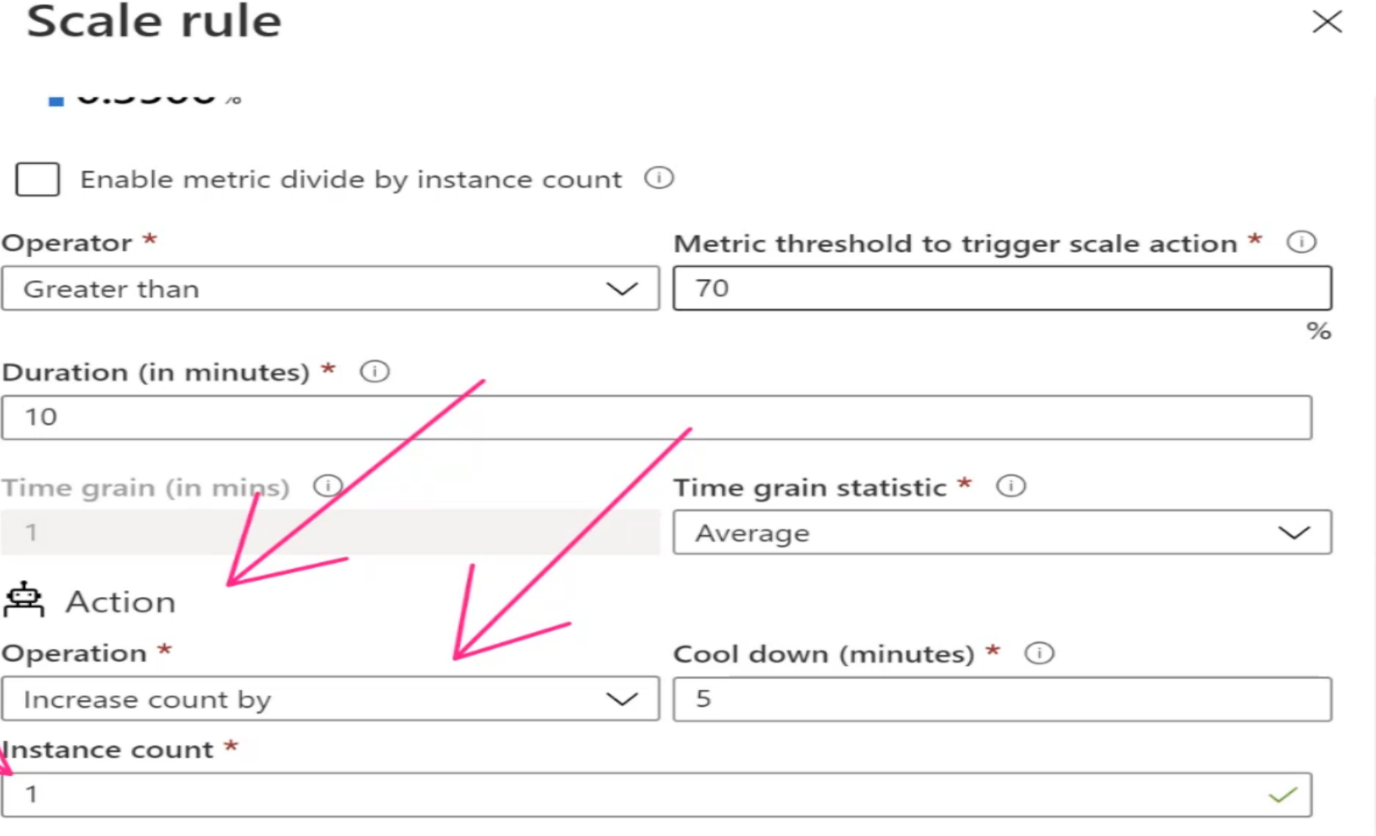 Scale rule
%
Enable metric divide by instance count
Operator *
Metric threshold to trigger scale action *
Greater than
70
%
Duration (in minutes) *
10
Time grain (in mins)
Time grain statistic *
1
Average
Action
Operation *
Cool down (minutes) *
Increase count by
5
Instance count *
1